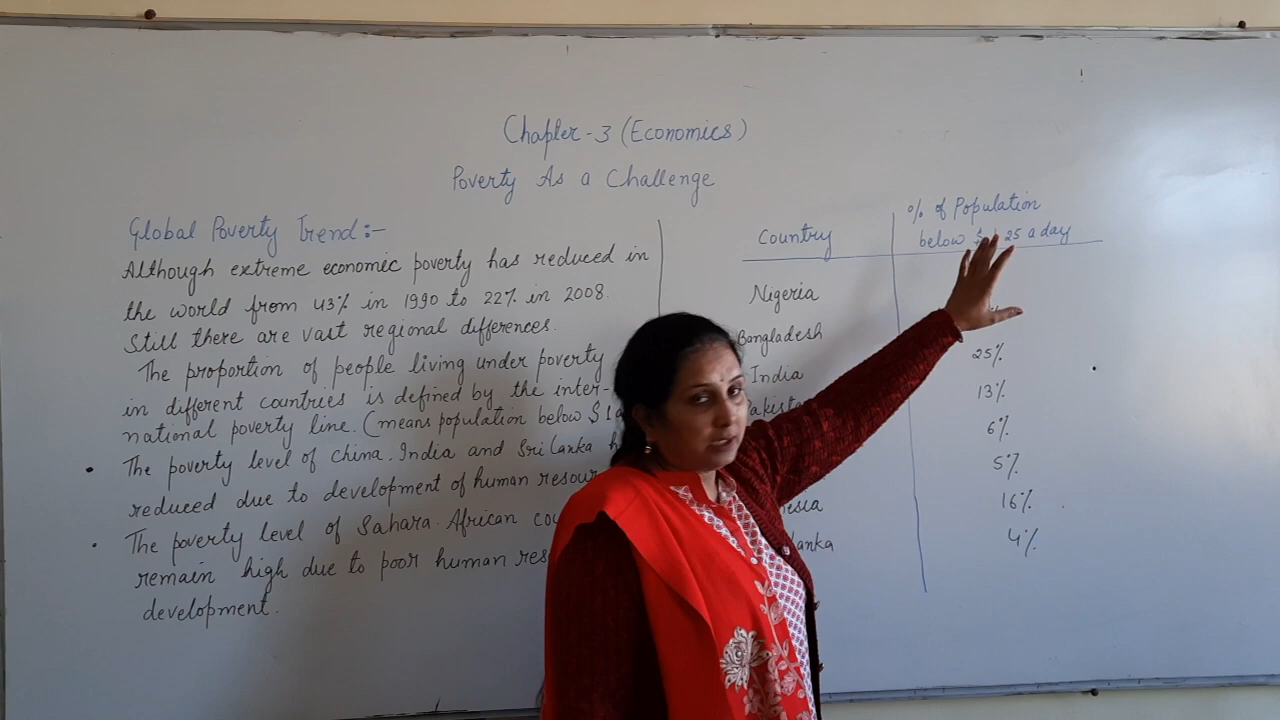 Chapter-3 (Economics)
Poverty As a Challenge
Global Poverty Trend:-
Although extreme economic poverty has reduced in
the world from 43% in 1990 to 22% in 2008.
Still there are vast regional differences.
The proportion of people living under poverty
in different countries is defined by the inter-
national poverty line. (means population below $1
• The poverty level of china. India and Sri Lanka
reduced due to development of human
• The poverty level of Sahara. African
remain high due to poor human
development.
Country
% of Population
below $ 25 a day
Nigeria
Bangladesh
India
25%
13%
6%
5%
16%
4%